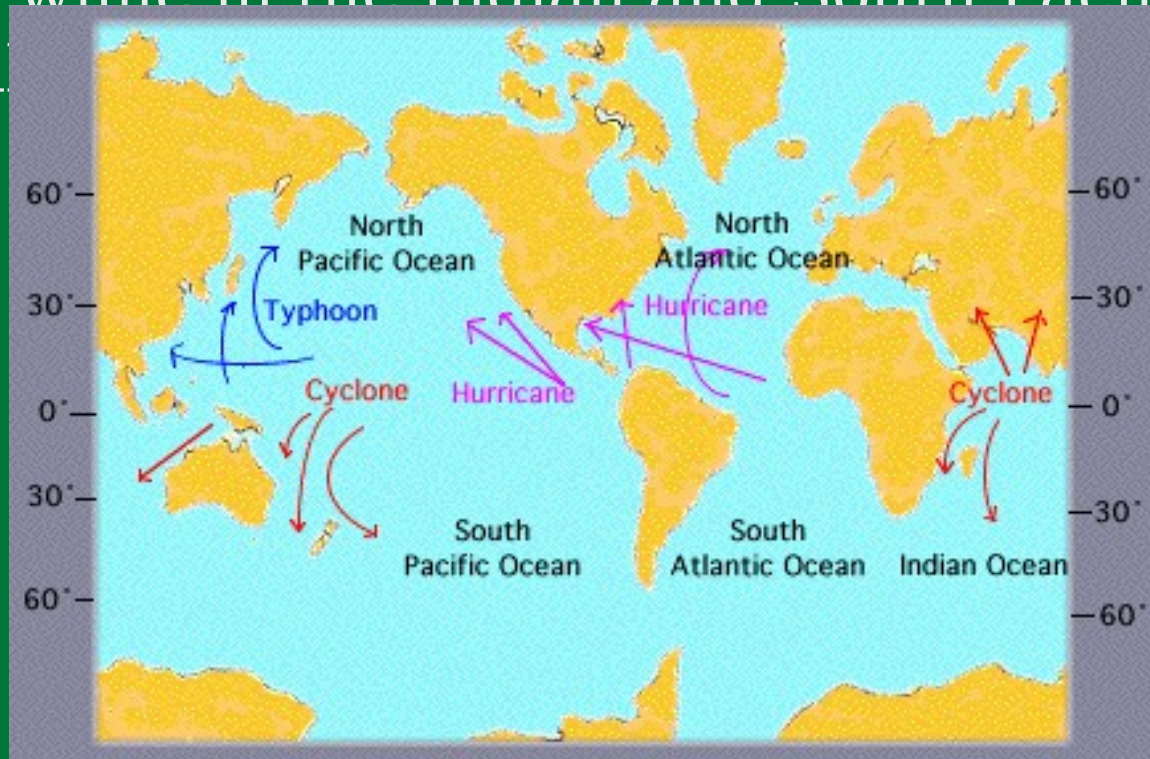 60°
60°
North
Pacific Ocean
North
Atlantic Ocean
30°
30°
Typhoon
Hurricane
Cyclone
Hurricane
Cyclone
0°
0°
30°
30°
South
Pacific Ocean
South
Atlantic Ocean
Indian Ocean
60°
60°